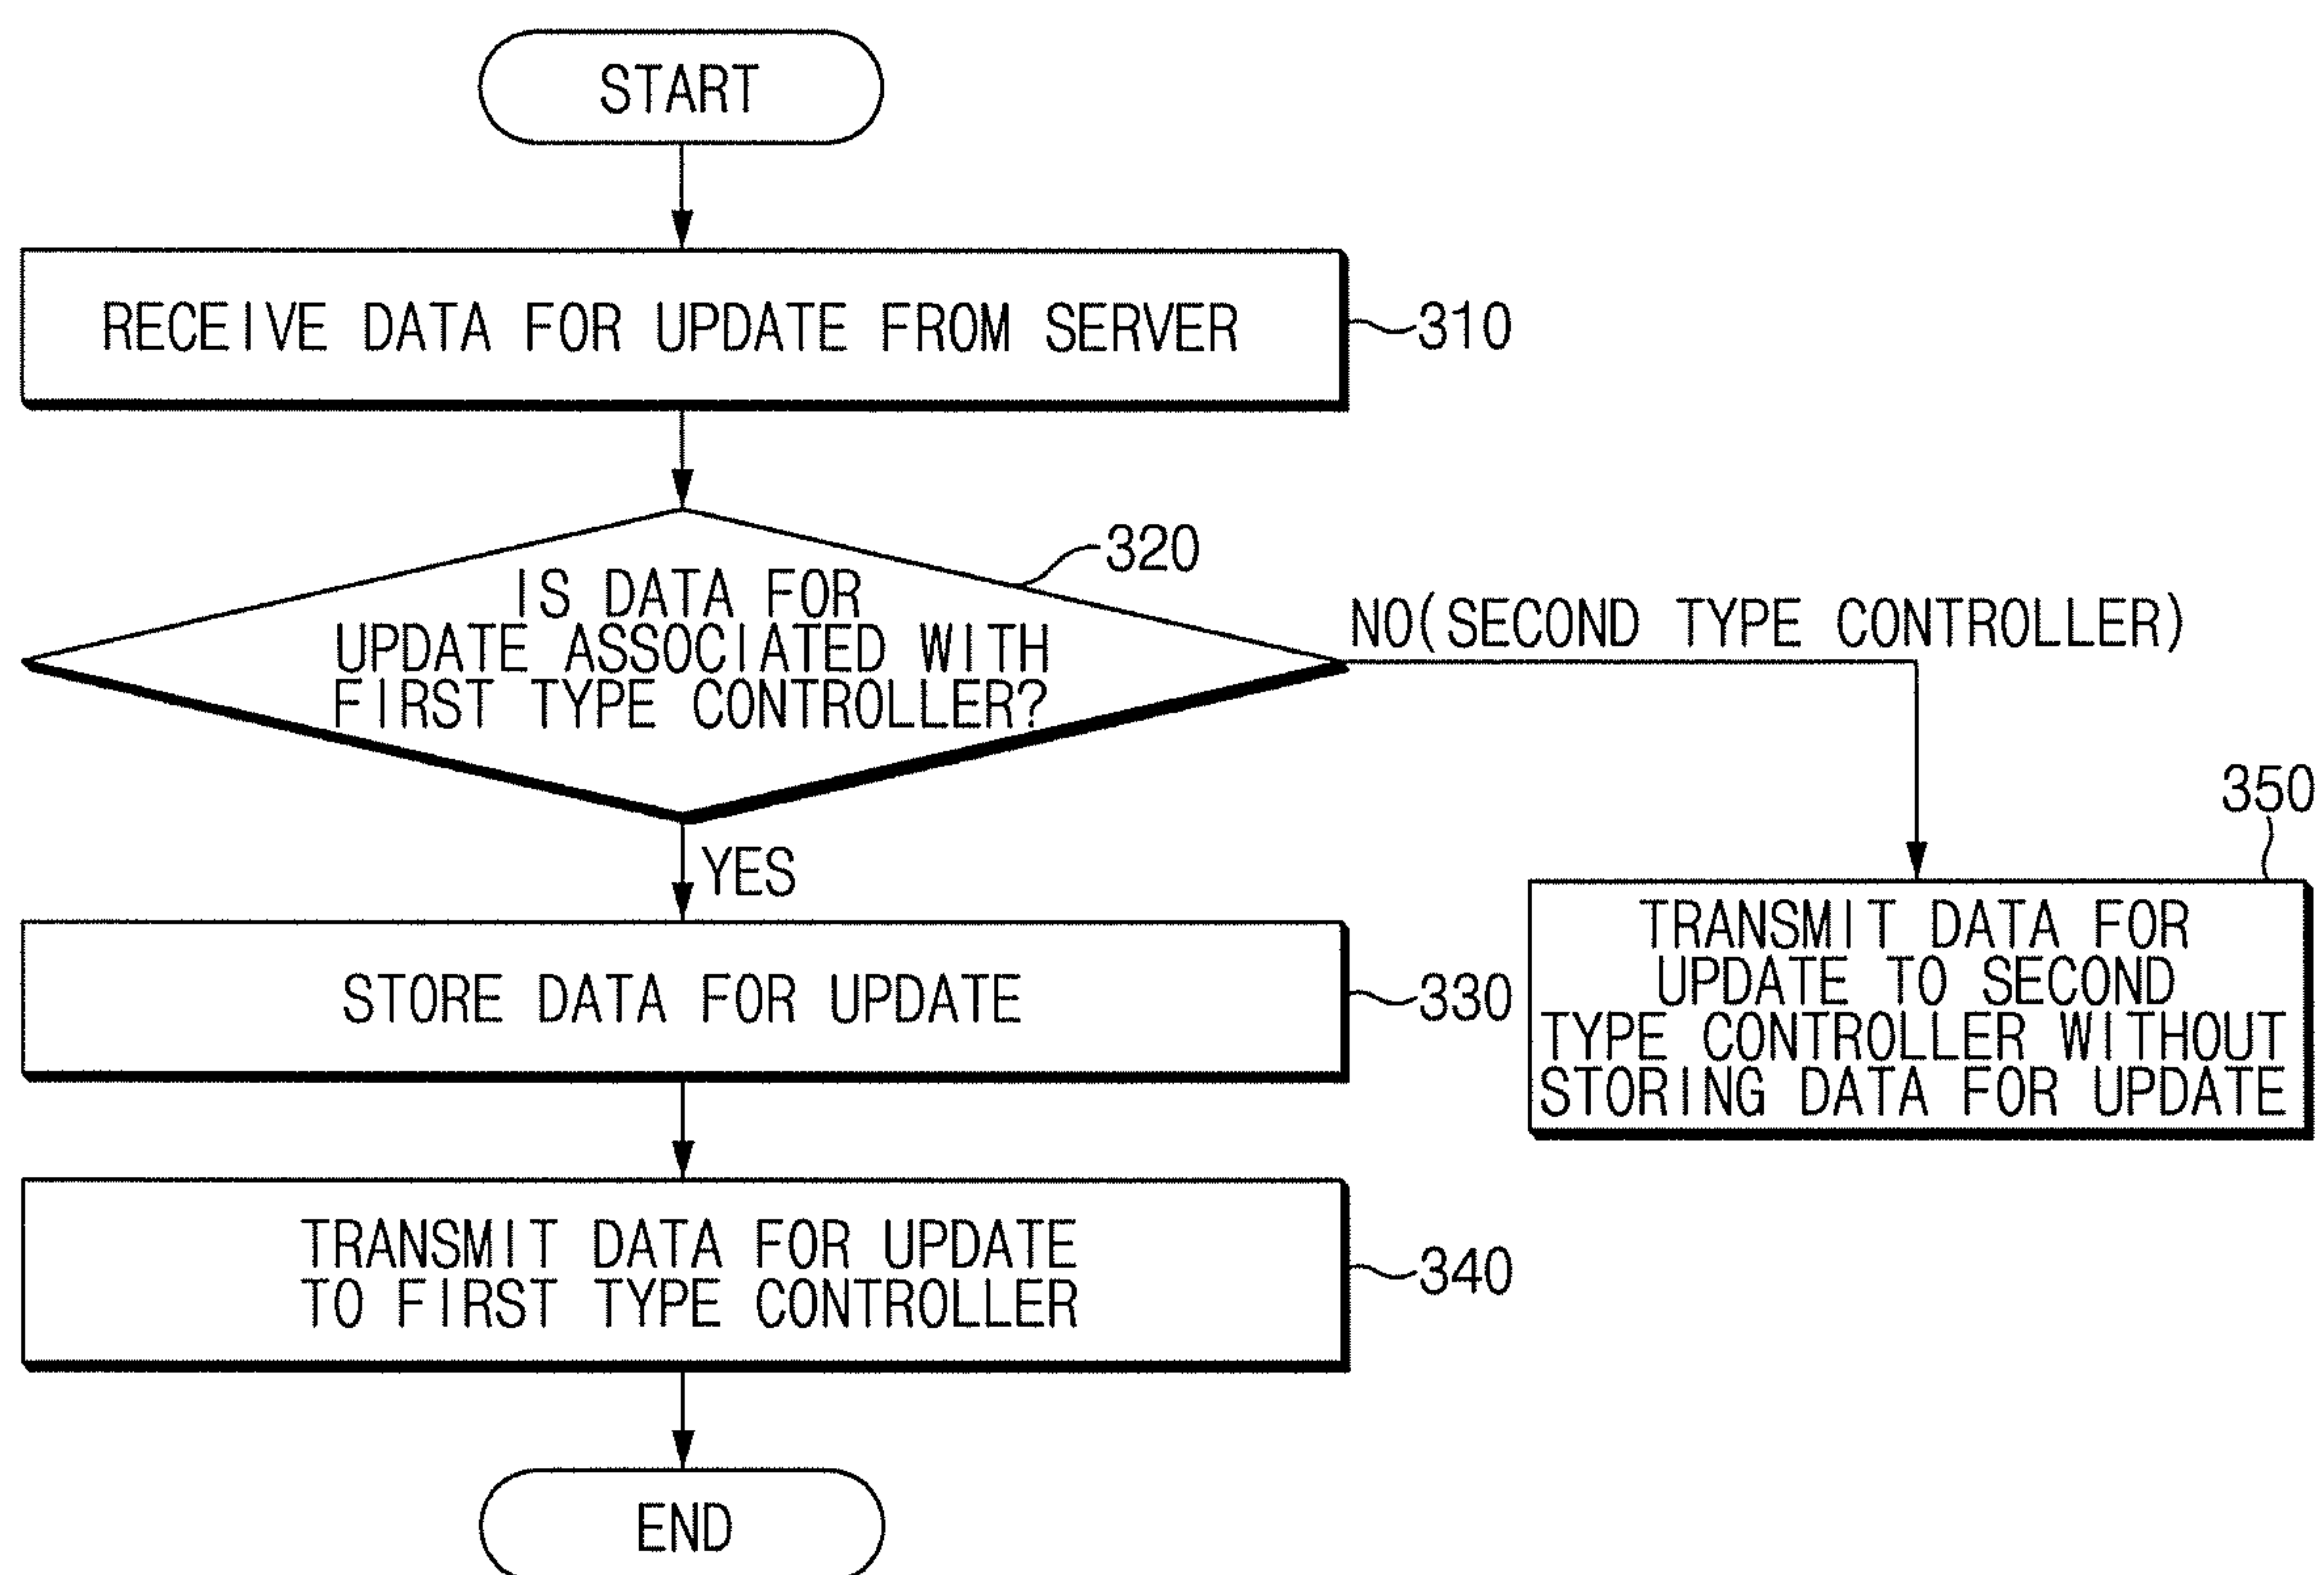 START
RECEIVE DATA FOR UPDATE FROM SERVER
310
320
IS DATA FOR
UPDATE ASSOCIATED WITH
FIRST TYPE CONTROLLER?
NO(SECOND TYPE CONTROLLER)
YES
350
TRANSMIT DATA FOR
UPDATE TO SECOND
TYPE CONTROLLER WITHOUT
STORING DATA FOR UPDATE
STORE DATA FOR UPDATE
330
TRANSMIT DATA FOR UPDATE
TO FIRST TYPE CONTROLLER
340
END